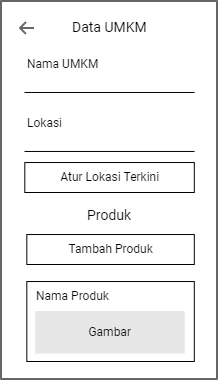 Data UMKM
Nama UMKM
Lokasi
Atur Lokasi Terkini
Produk
Tambah Produk
Nama Produk
Gambar